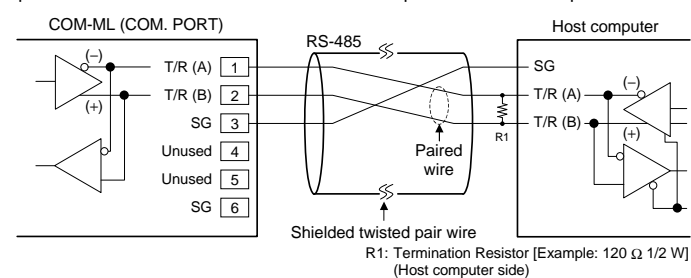 COM-ML (COM. PORT)
RS-485
Host computer
(−)
(+)
T/R (A) 1
T/R (B) 2
SG 3
Unused 4
Unused 5
SG 6
Paired
wire
SG
T/R (A)
T/R (B)
R1
(−)
(+)
Shielded twisted pair wire
R1: Termination Resistor [Example: 120 Ω 1/2 W]
(Host computer side)